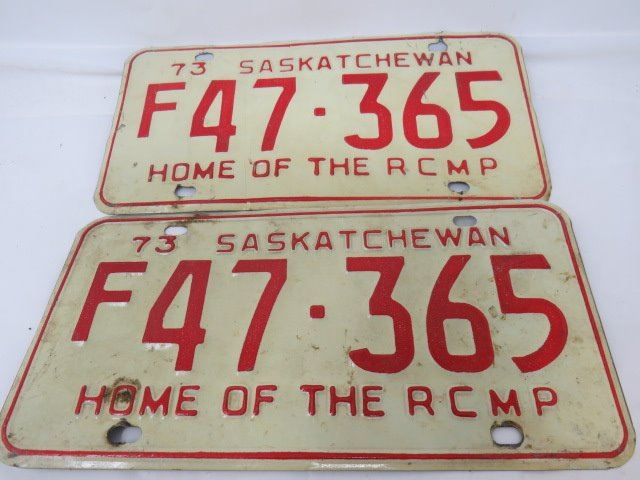 73 SASKATCHEWAN
F47·365
HOME OF THE RCMP
73 SASKATCHEWAN
F47·365
HOME OF THE RCMP